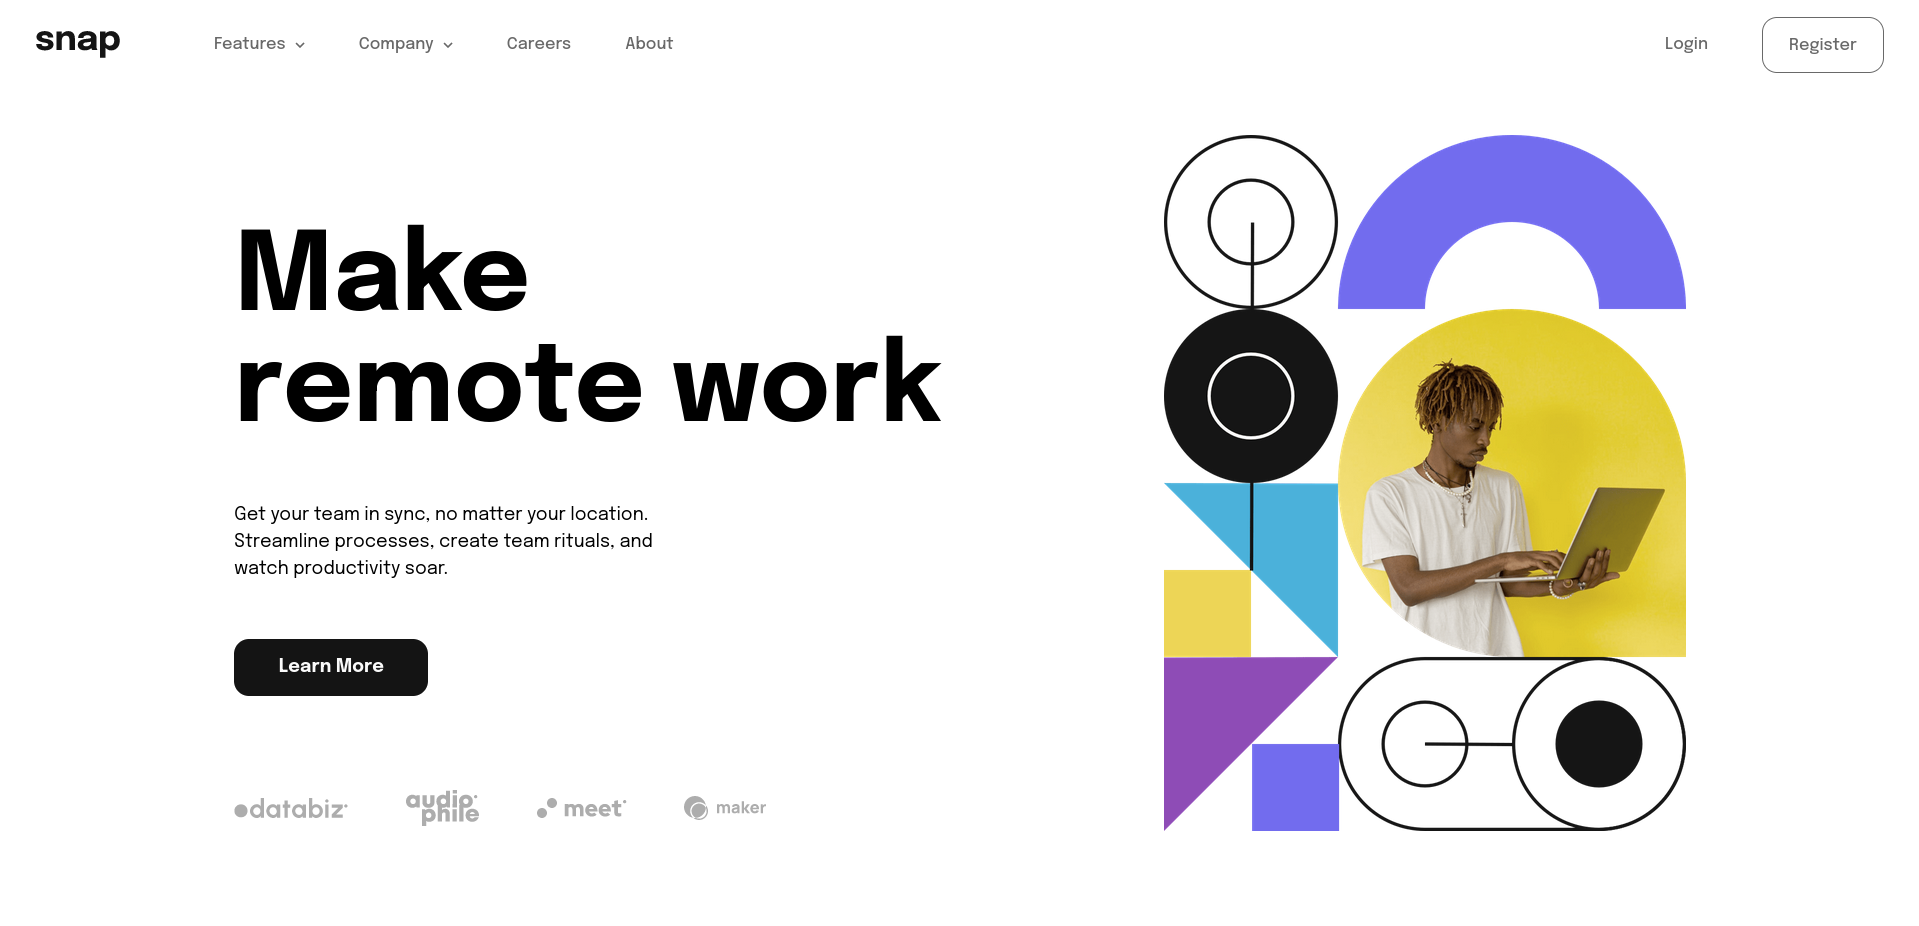 snap
Features
Company
Careers
About
Login
Register
Make
remote work
Get your team in sync, no matter your location.
Streamline processes, create team rituals, and
watch productivity soar.
Learn More
databiz
audiophile
meet
maker